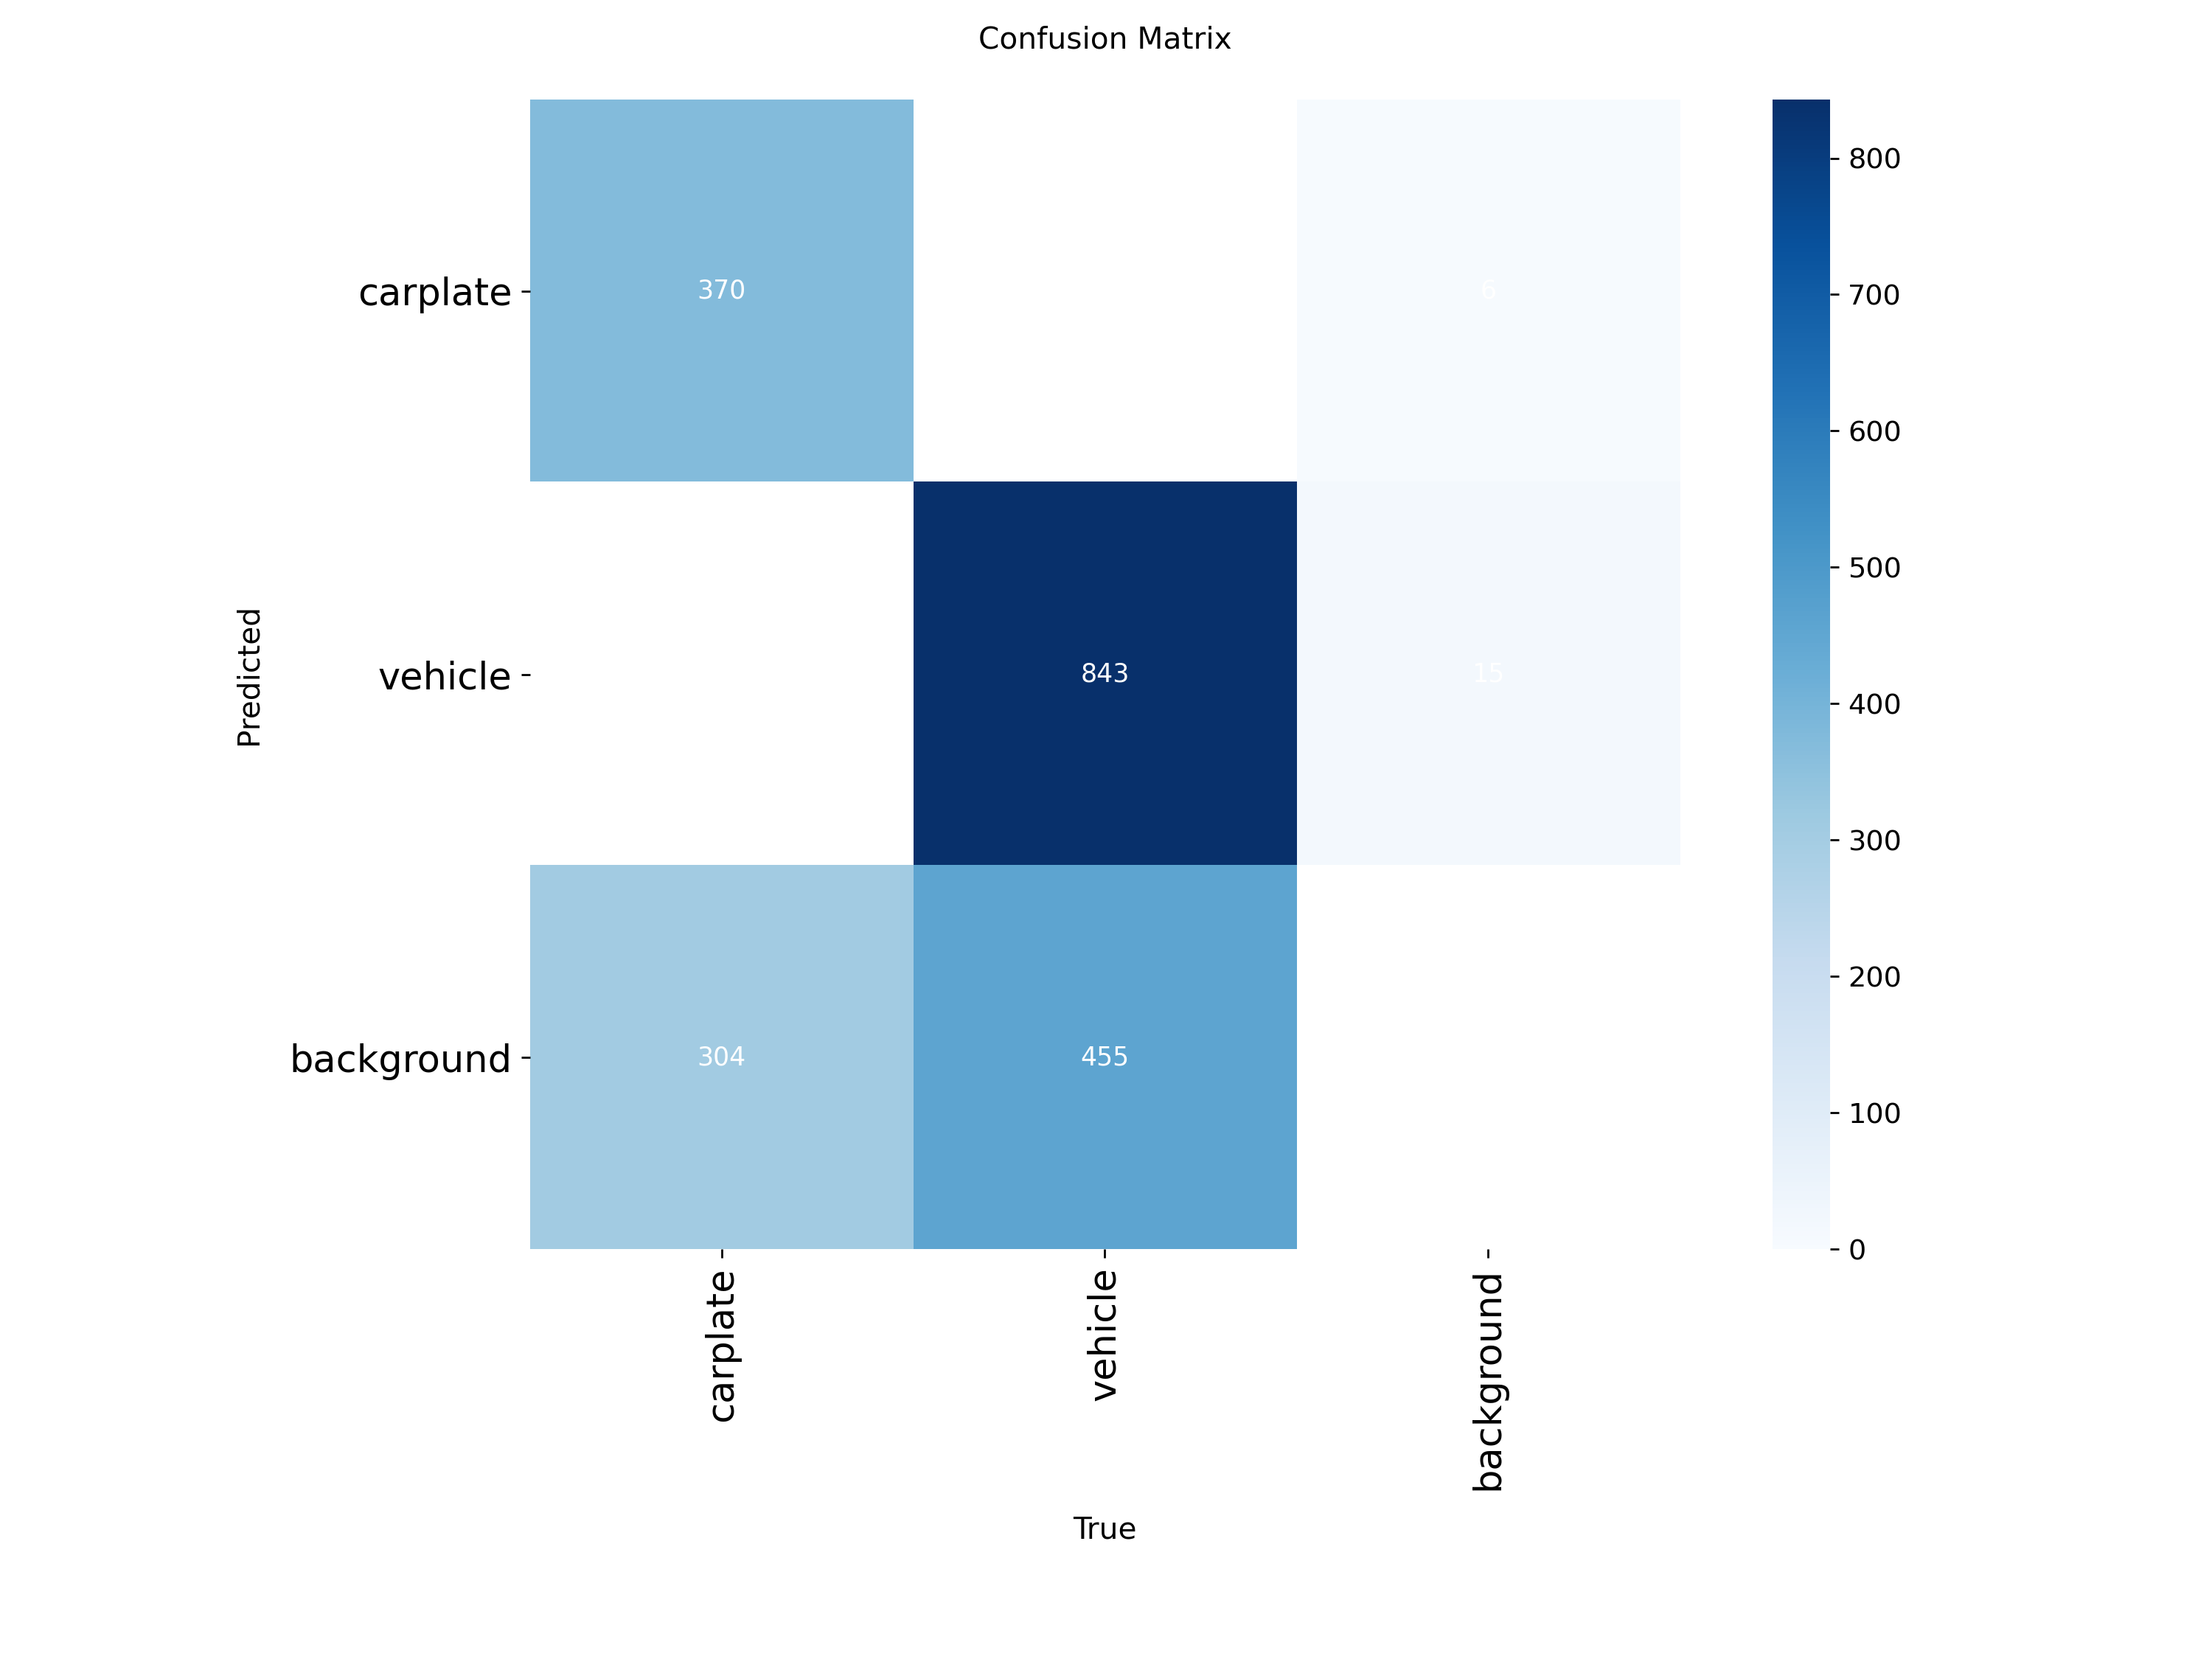 Confusion Matrix
carplate
vehicle
background
Predicted
370
6
843
15
304
455
carplate
vehicle
background
True
800
700
600
500
400
300
200
100
0